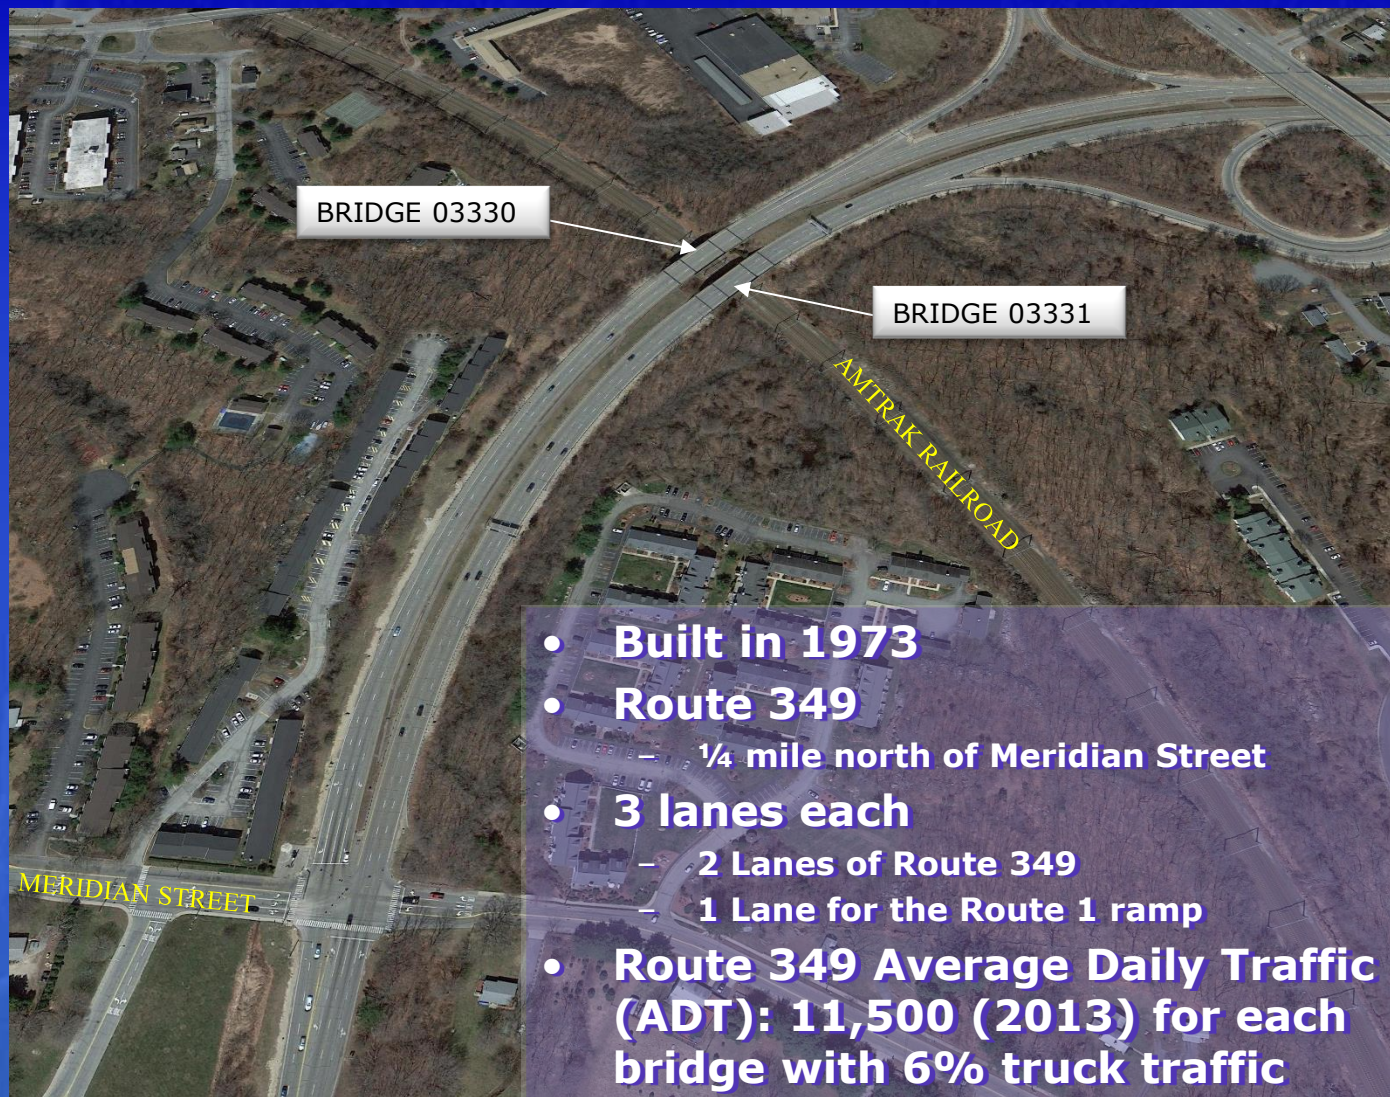 BRIDGE 03330
BRIDGE 03331
AMTRAK RAILROAD
MERIDIAN STREET
• Built in 1973
• Route 349
– ¼ mile north of Meridian Street
• 3 lanes each
– 2 Lanes of Route 349
– 1 Lane for the Route 1 ramp
• Route 349 Average Daily Traffic
(ADT): 11,500 (2013) for each
bridge with 6% truck traffic